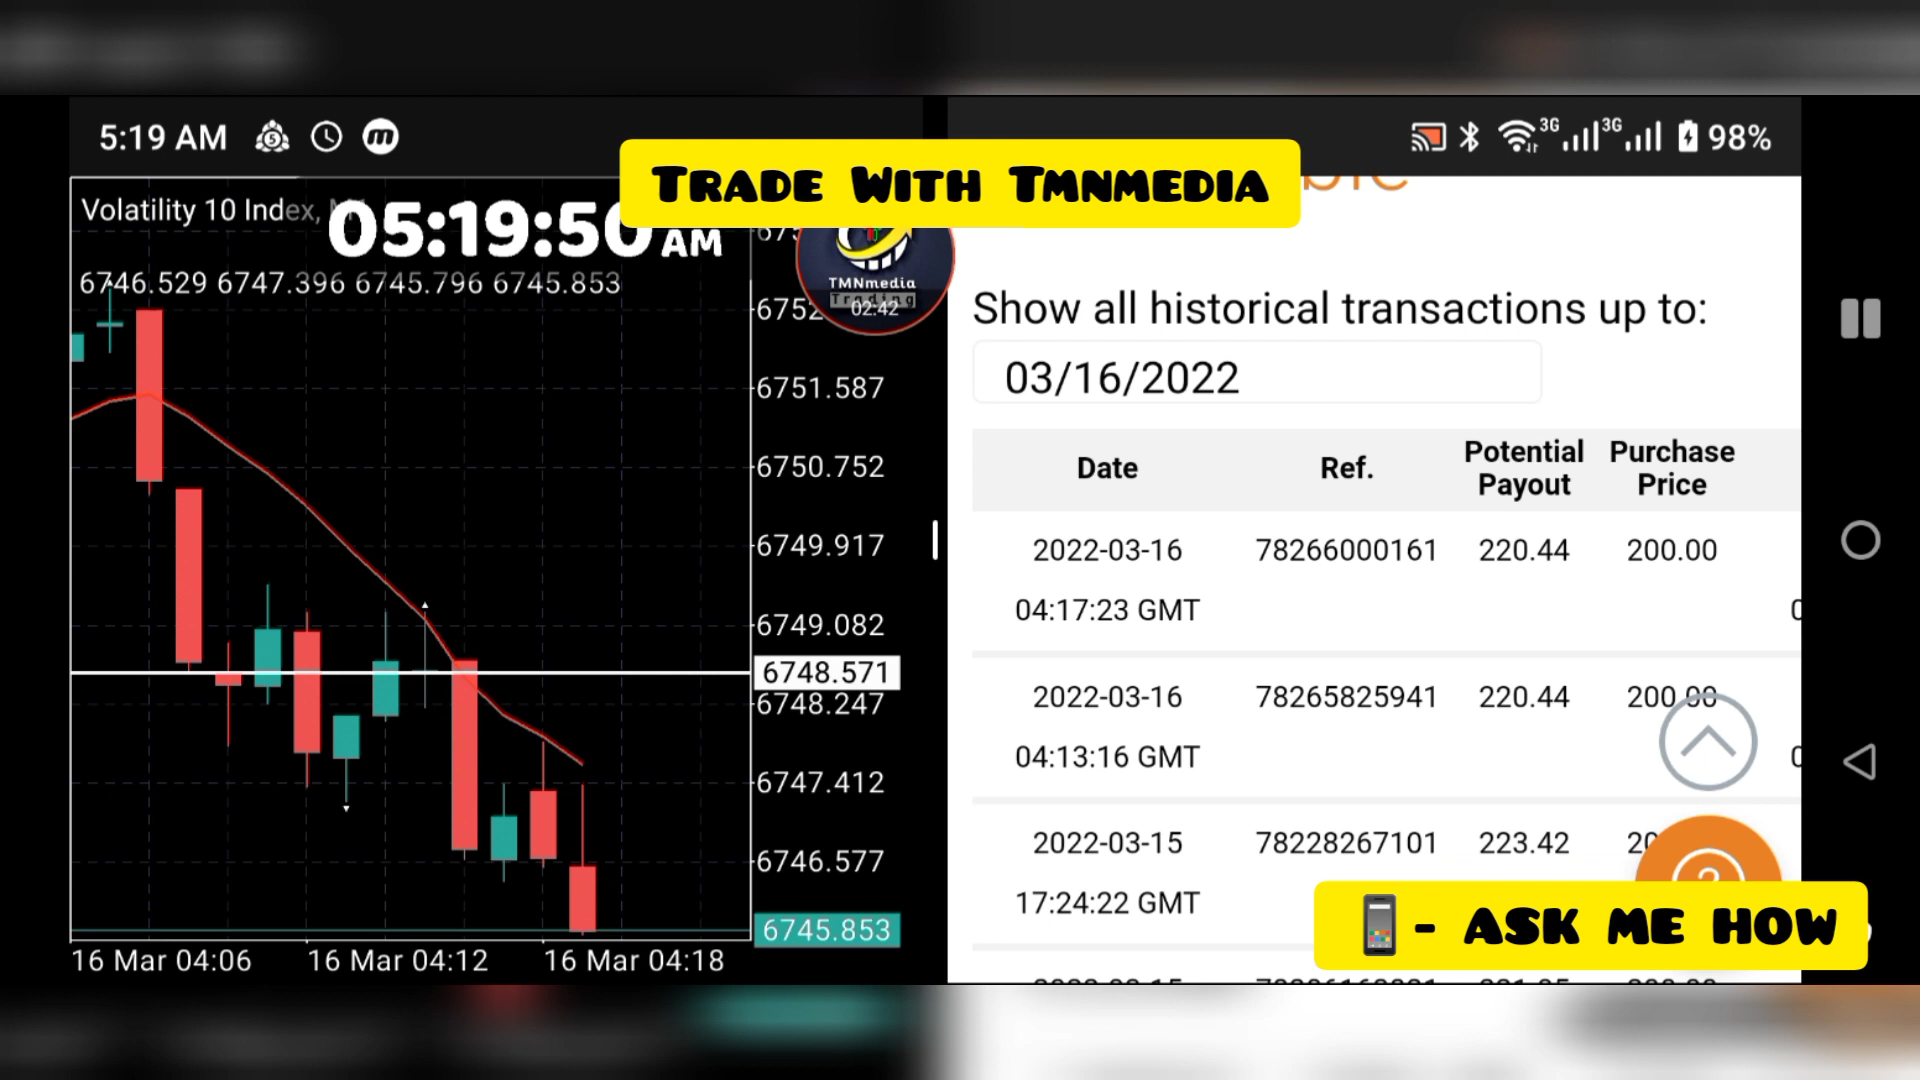 5:19 AM
3G 3G 98%
TRADE WITH TMNMEDIA
Volatility 10 Index,
05:19:50 AM
6746.529 6747.396 6745.796 6745.853
TMNmedia
Trading
02:42
6751.587
6750.752
6749.917
6749.082
6748.571
6748.247
6747.412
6746.577
6745.853
16 Mar 04:06 16 Mar 04:12 16 Mar 04:18
Show all historical transactions up to:
03/16/2022
Date Ref. Potential Payout Purchase Price
2022-03-16 78266000161 220.44 200.00
04:17:23 GMT
2022-03-16 78265825941 220.44 200.00
04:13:16 GMT
2022-03-15 78228267101 223.42
17:24:22 GMT
- ASK ME HOW